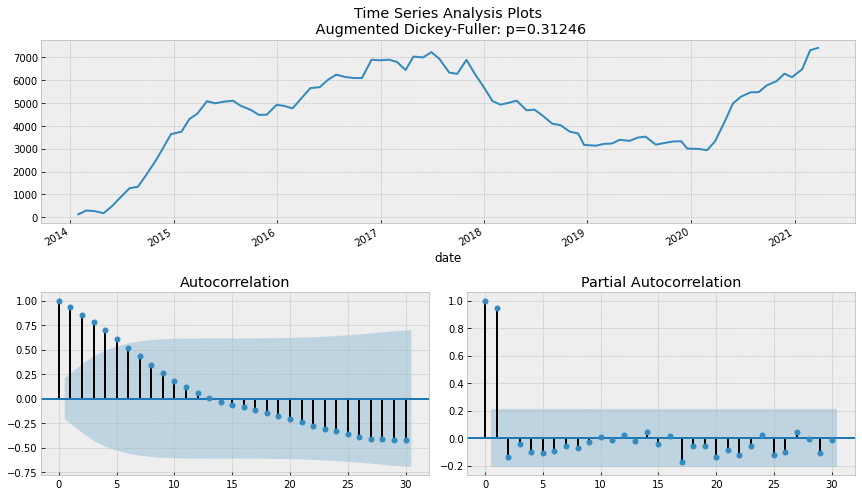 Time Series Analysis Plots
Augmented Dickey-Fuller: p=0.31246
7000
6000
5000
4000
3000
2000
1000
0
2014 2015 2016 2017 2018 2019 2020 2021
date
Autocorrelation
1.00
0.75
0.50
0.25
0.00
−0.25
−0.50
−0.75
0 5 10 15 20 25 30
Partial Autocorrelation
1.0
0.8
0.6
0.4
0.2
0.0
−0.2
0 5 10 15 20 25 30